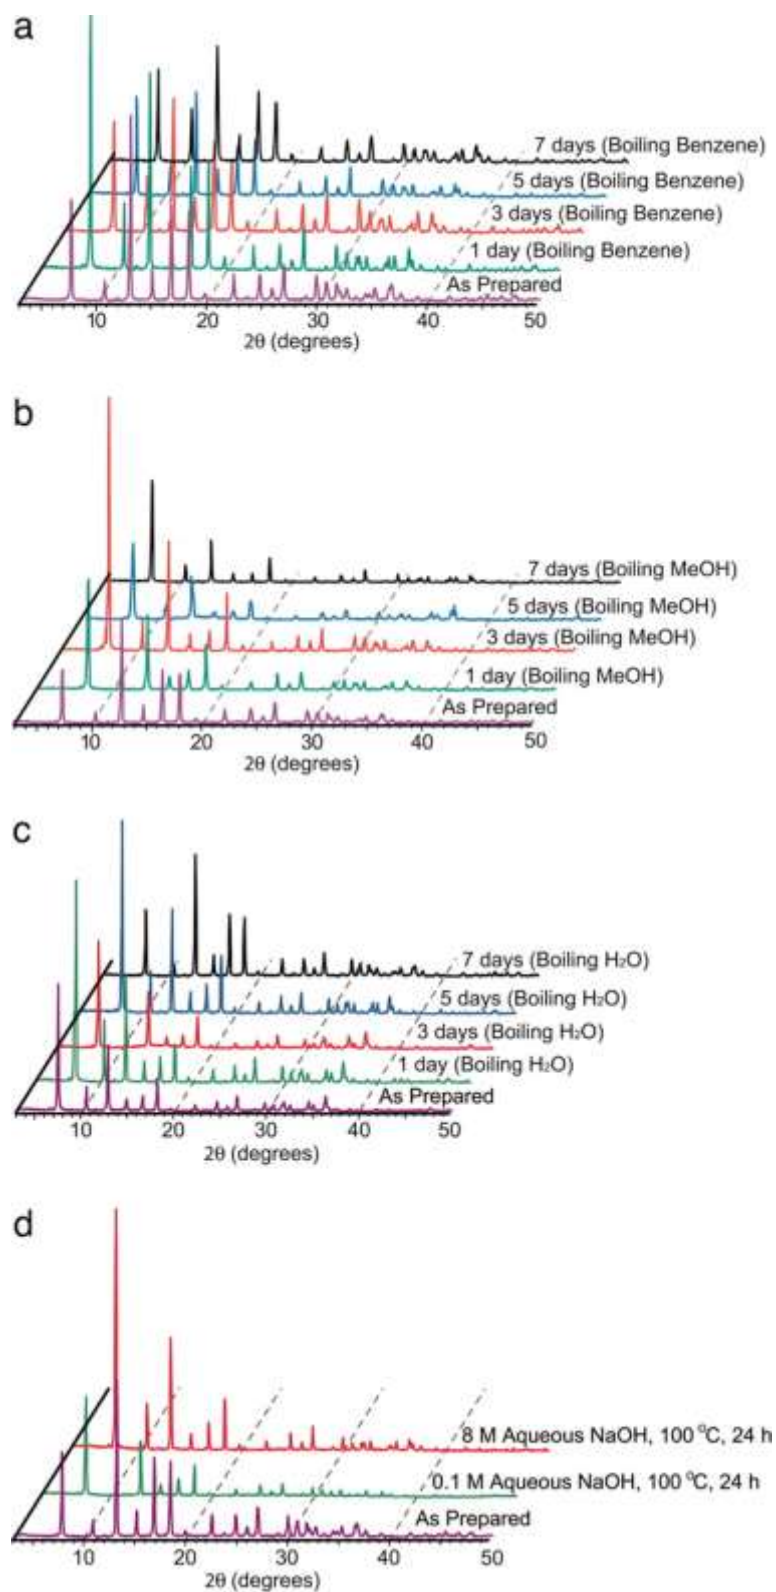 a
7 days (Boiling Benzene)
5 days (Boiling Benzene)
3 days (Boiling Benzene)
1 day (Boiling Benzene)
As Prepared
10 20 30 40 50
2θ (degrees)
b
7 days (Boiling MeOH)
5 days (Boiling MeOH)
3 days (Boiling MeOH)
1 day (Boiling MeOH)
As Prepared
10 20 30 40 50
2θ (degrees)
c
7 days (Boiling H₂O)
5 days (Boiling H₂O)
3 days (Boiling H₂O)
1 day (Boiling H₂O)
As Prepared
10 20 30 40 50
2θ (degrees)
d
8 M Aqueous NaOH, 100 °C, 24 h
0.1 M Aqueous NaOH, 100 °C, 24 h
As Prepared
10 20 30 40 50
2θ (degrees)